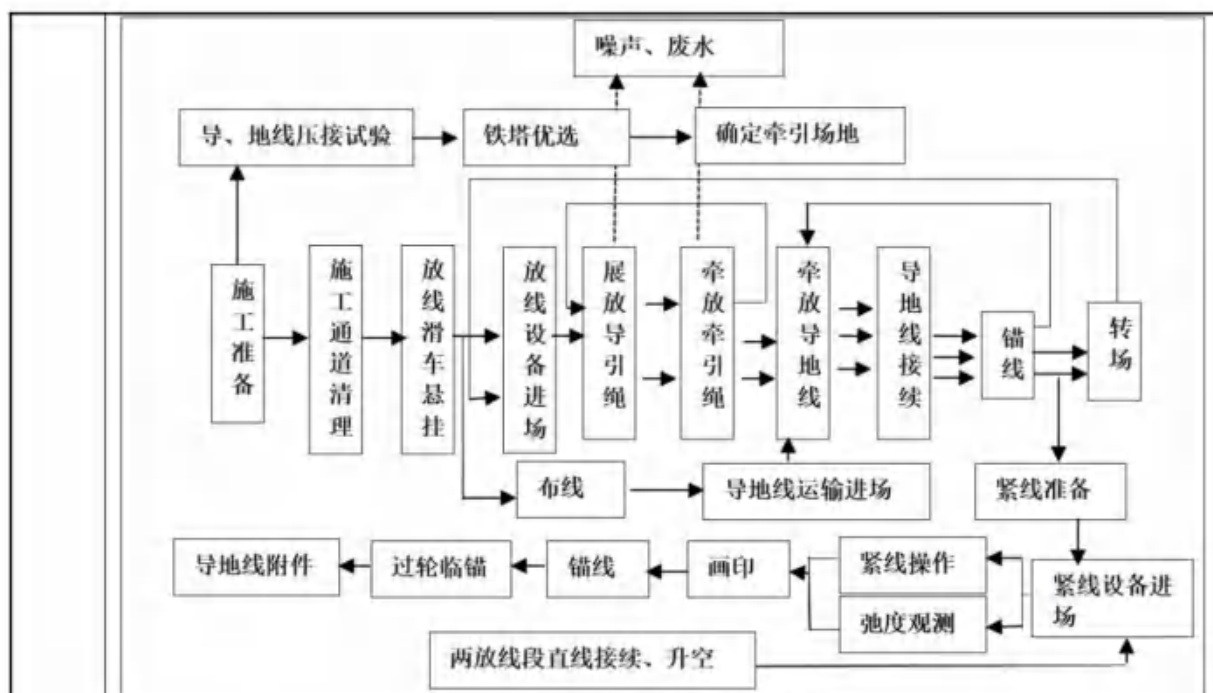 噪声、废水
导、地线压接试验
铁塔优选
确定牵引场地
施工准备
施工通道清理
放线滑车悬挂
放线设备进场
展放导引绳
牵放牵引绳
牵放导地线
导地线接续
锚线
转场
布线
导地线运输进场
紧线准备
导地线附件
过轮临锚
锚线
画印
紧线操作
弛度观测
紧线设备进
场
两放线段直线接续、升空